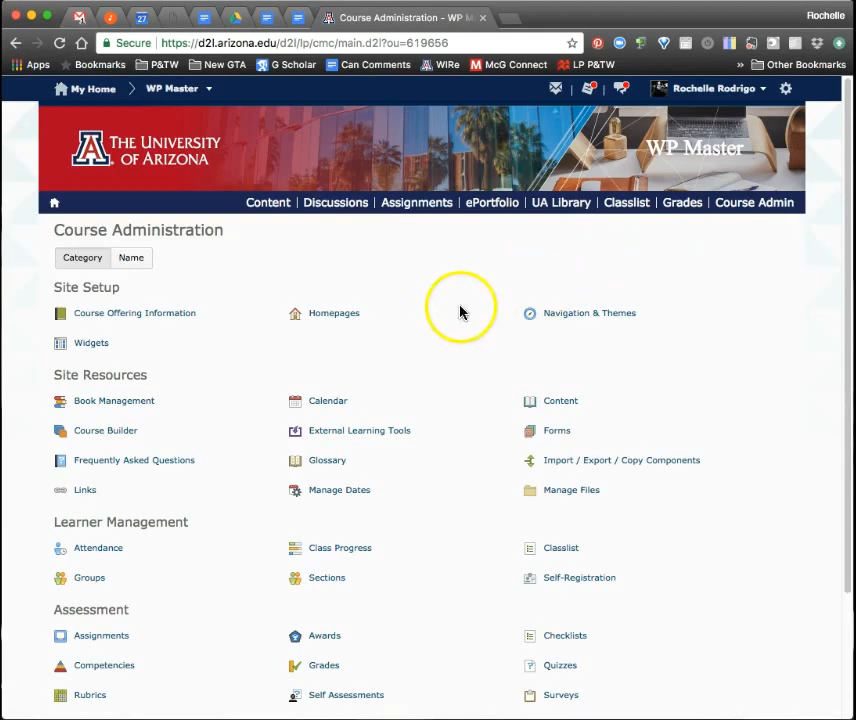 Course Administration - WP M
Rochelle
Secure https://d2l.arizona.edu/d2l/lp/cmc/main.d2l?ou=619656
Apps Bookmarks P&TW New GTA G Scholar Can Comments WIRe McG Connect LP P&TW » Other Bookmarks
My Home WP Master Rochelle Rodrigo
THE UNIVERSITY
OF ARIZONA
WP Master
Content | Discussions | Assignments | ePortfolio | UA Library | Classlist | Grades | Course Admin
Course Administration
Category Name
Site Setup
Course Offering Information Homepages Navigation & Themes
Widgets
Site Resources
Book Management Calendar Content
Course Builder External Learning Tools Forms
Frequently Asked Questions Glossary Import / Export / Copy Components
Links Manage Dates Manage Files
Learner Management
Attendance Class Progress Classlist
Groups Sections Self-Registration
Assessment
Assignments Awards Checklists
Competencies Grades Quizzes
Rubrics Self Assessments Surveys